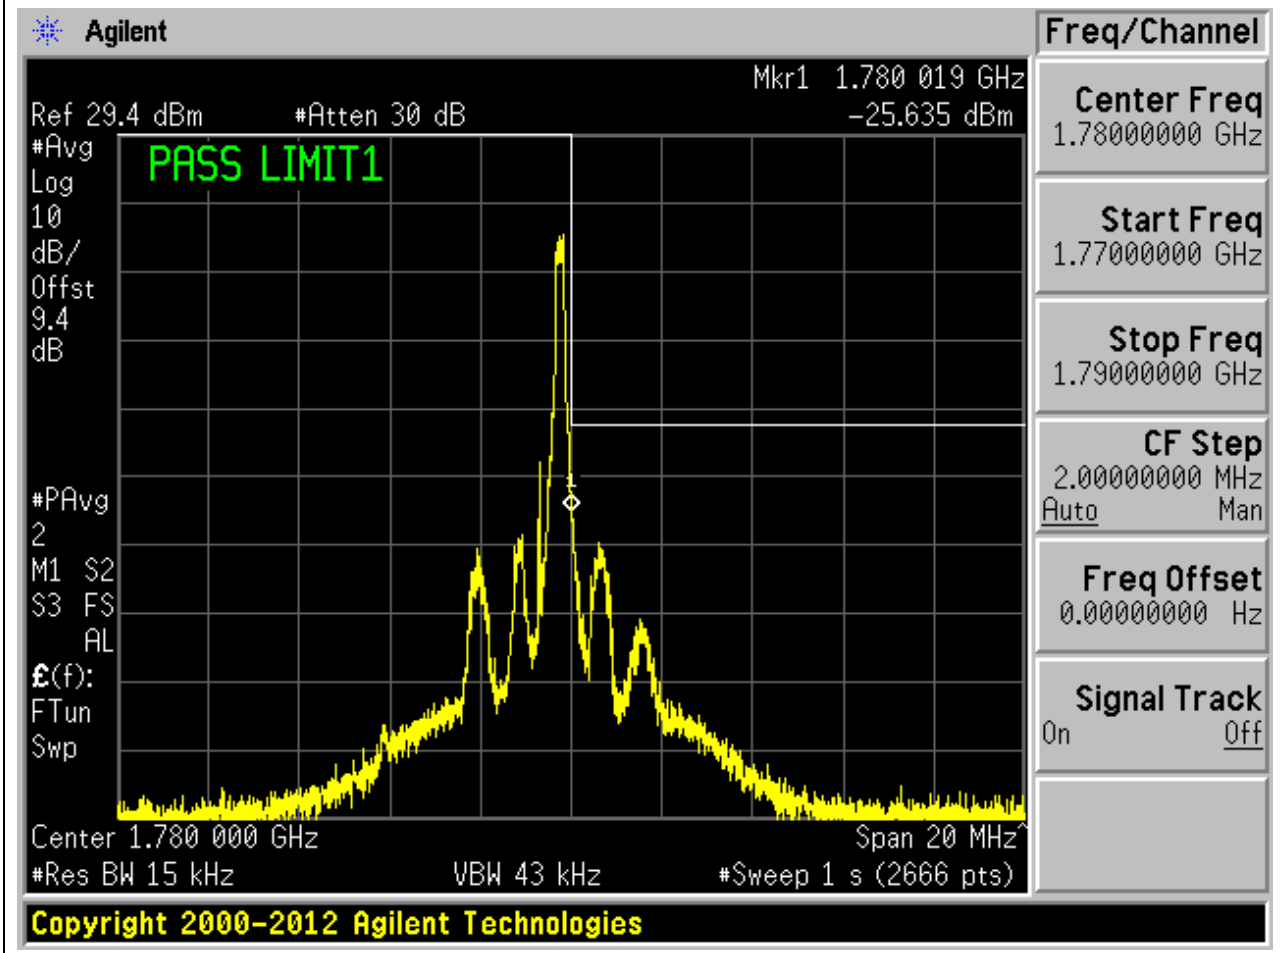 Agilent
Freq/Channel
Mkr1 1.780 019 GHz
Ref 29.4 dBm #Atten 30 dB -25.635 dBm
#Avg
Log
10
dB/
Offst
9.4
dB
PASS LIMIT1
1
#PAvg
2
M1 S2
S3 FS
AL
£(f):
FTun
Swp
Center 1.780 000 GHz Span 20 MHz^
#Res BW 15 kHz VBW 43 kHz #Sweep 1 s (2666 pts)
Center Freq
1.78000000 GHz
Start Freq
1.77000000 GHz
Stop Freq
1.79000000 GHz
CF Step
2.00000000 MHz
Auto Man
Freq Offset
0.00000000 Hz
Signal Track
On Off
Copyright 2000-2012 Agilent Technologies